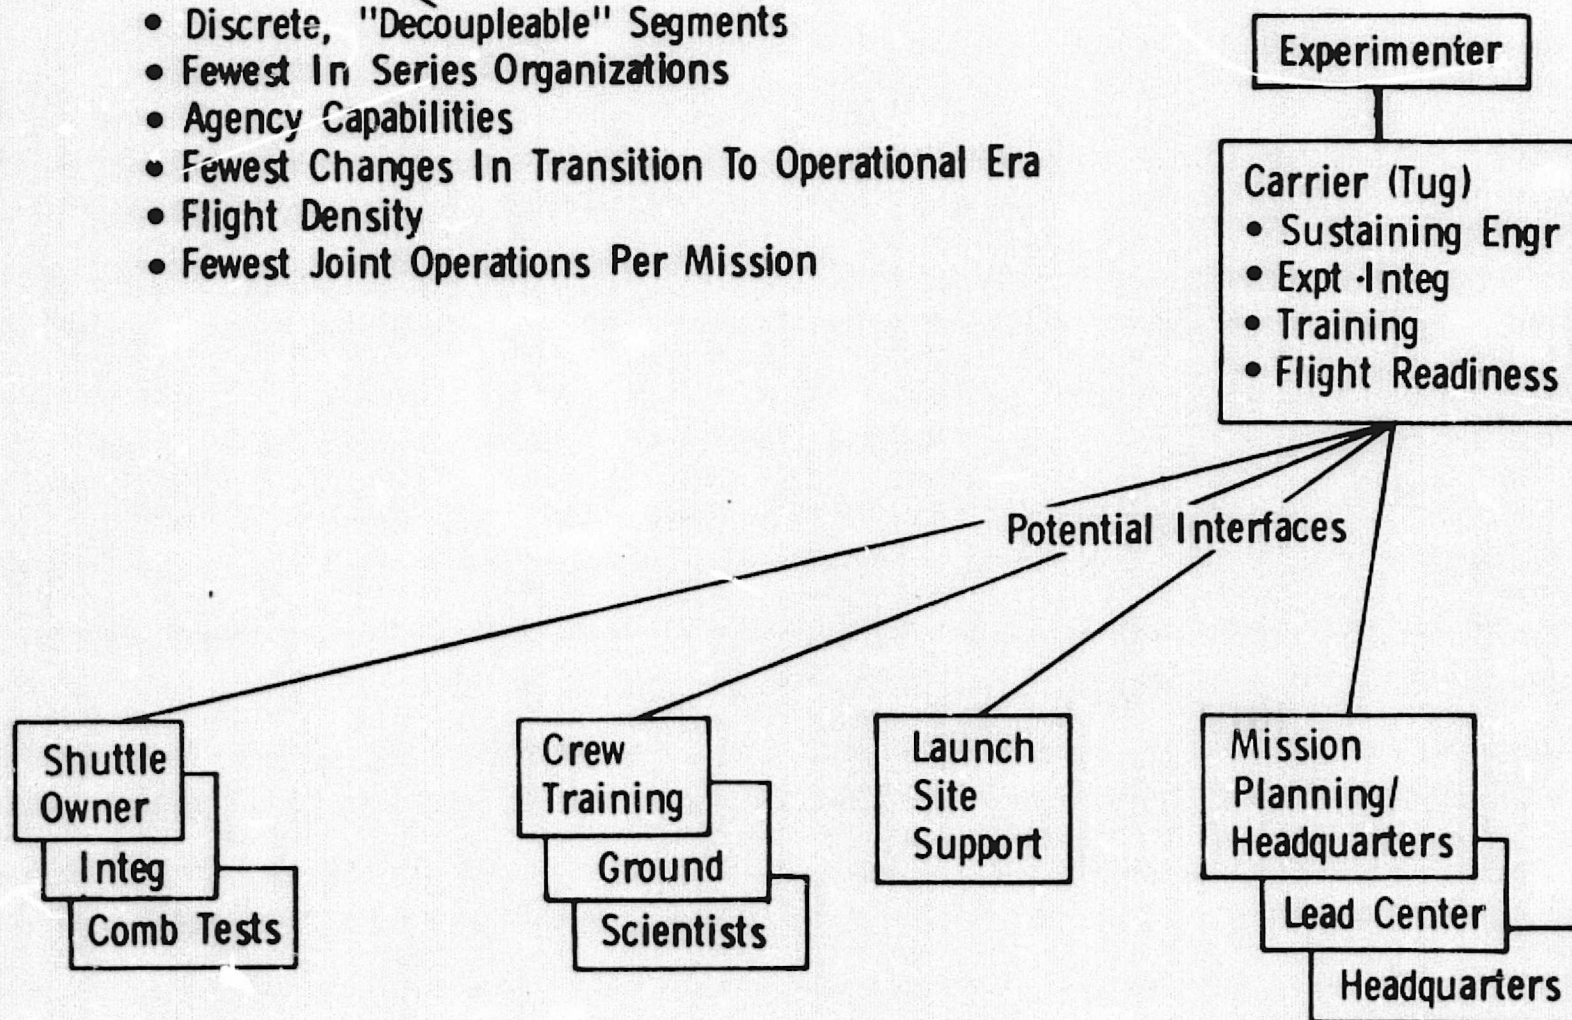 • Discrete, "Decoupleable" Segments
• Fewest In Series Organizations
• Agency Capabilities
• Fewest Changes In Transition To Operational Era
• Flight Density
• Fewest Joint Operations Per Mission
Experimenter
Carrier (Tug)
• Sustaining Engr
• Expt Integ
• Training
• Flight Readiness
Potential Interfaces
Shuttle
Owner
Integ
Comb Tests
Crew
Training
Ground
Scientists
Launch
Site
Support
Mission
Planning/
Headquarters
Lead Center
Headquarters